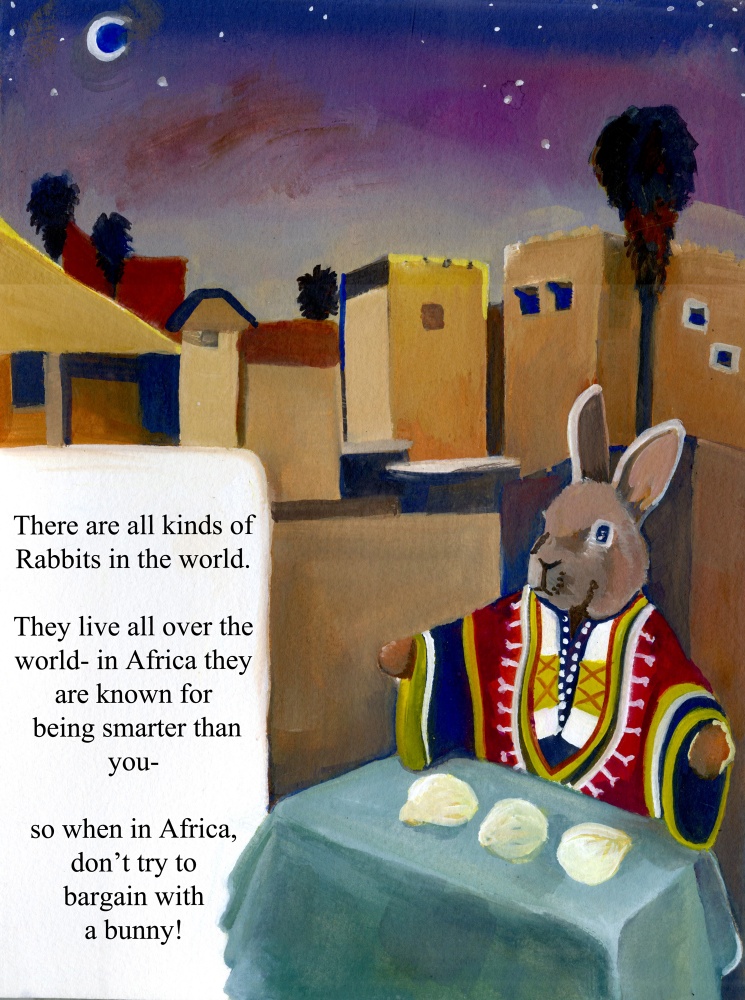 There are all kinds of
Rabbits in the world.
They live all over the
world- in Africa they
are known for
being smarter than
you-
so when in Africa,
don't try to
bargain with
a bunny!